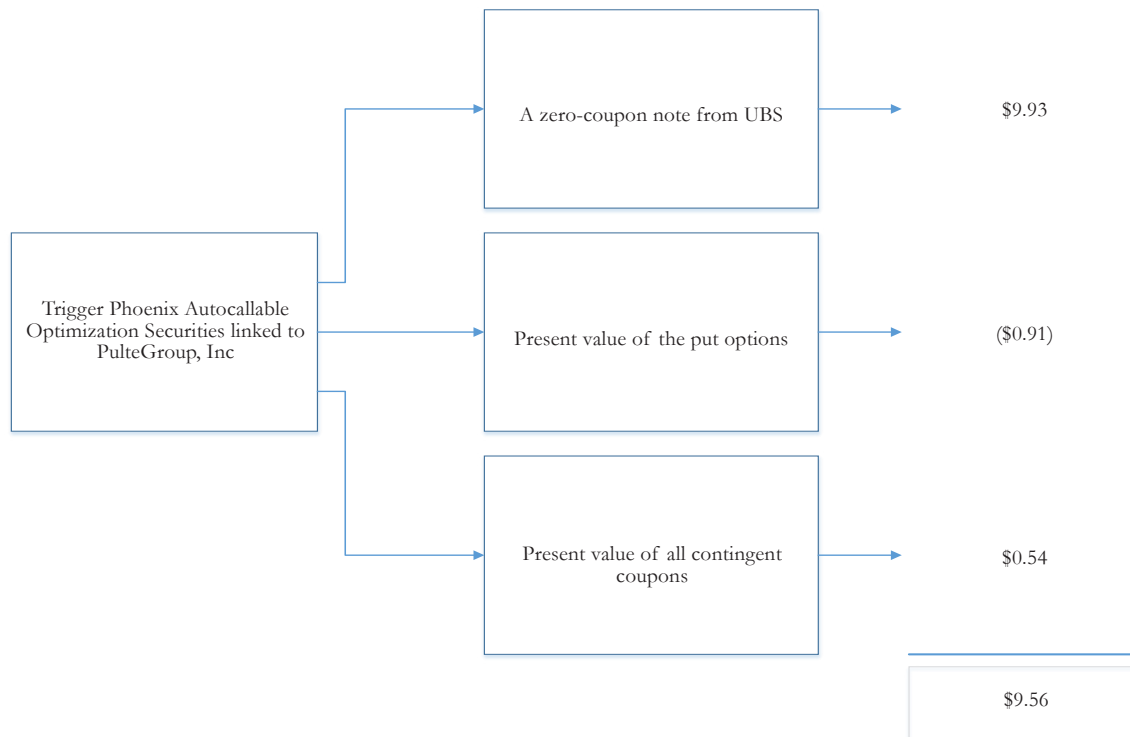 A zero-coupon note from UBS
$9.93
Trigger Phoenix Autocallable
Optimization Securities linked to
PulteGroup, Inc
Present value of the put options
($0.91)
Present value of all contingent
coupons
$0.54
$9.56